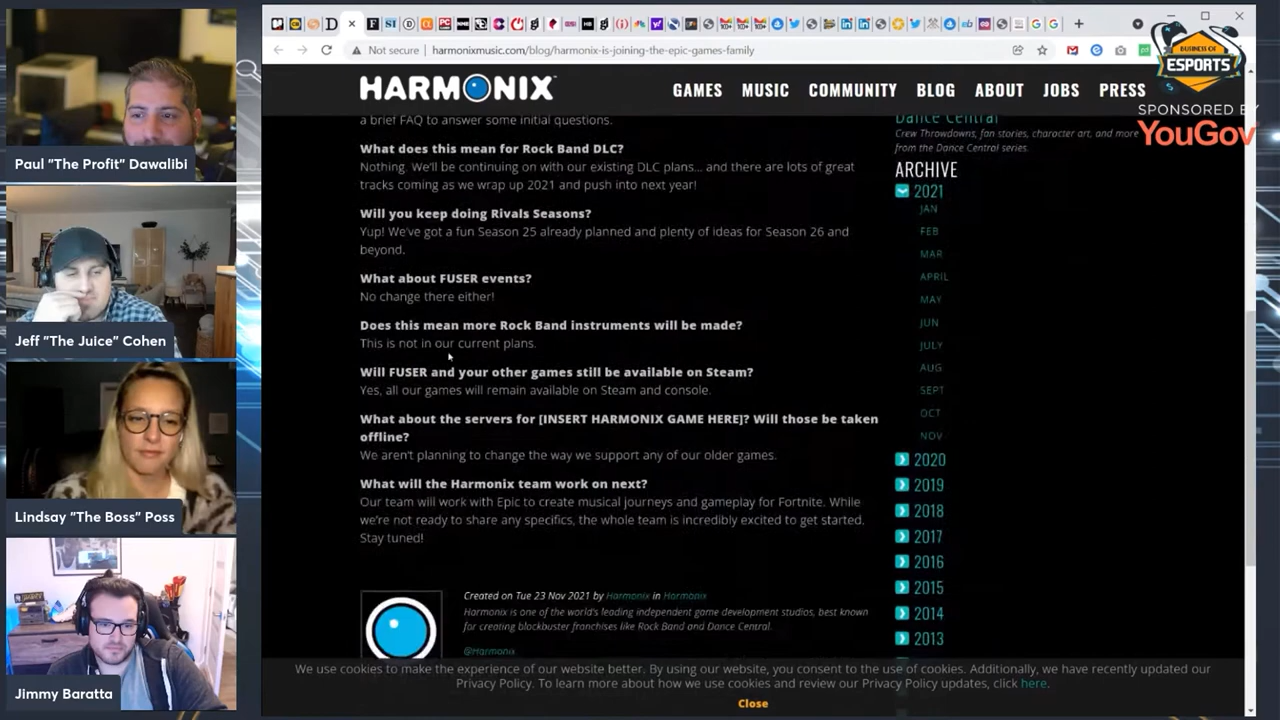 Paul "The Profit" Dawalibi
Jeff "The Juice" Cohen
Lindsay "The Boss" Poss
Jimmy Baratta
Not secure
harmonixmusic.com/blog/harmonix-is-joining-the-epic-games-family
BUSINESS OF
ESPORTS
SPONSORED BY
YouGov
HARMONIX
GAMES
MUSIC
COMMUNITY
BLOG
ABOUT
JOBS
PRESS
a brief FAQ to answer some initial questions.
What does this mean for Rock Band DLC?
Nothing. We'll be continuing on with our existing DLC plans... and there are lots of great
tracks coming as we wrap up 2021 and push into next year!
Will you keep doing Rivals Seasons?
Yup! We've got a fun Season 25 already planned and plenty of ideas for Season 26 and
beyond.
What about FUSER events?
No change there either!
Does this mean more Rock Band instruments will be made?
This is not in our current plans.
Will FUSER and your other games still be available on Steam?
Yes, all our games will remain available on Steam and console.
What about the servers for [INSERT HARMONIX GAME HERE]? Will those be taken
offline?
We aren't planning to change the way we support any of our older games.
What will the Harmonix team work on next?
Our team will work with Epic to create musical journeys and gameplay for Fortnite. While
we're not ready to share any specifics, the whole team is incredibly excited to get started.
Stay tuned!
Created on Tue 23 Nov 2021 by Harmonix in Harmonix
Harmonix is one of the world's leading independent game development studios, best known
for creating blockbuster franchises like Rock Band and Dance Central.
@Harmonix
Dance Central
Crew Throwdowns, fan stories, character art, and more
from the Dance Central series.
ARCHIVE
2021
JAN
FEB
MAR
APRIL
MAY
JUN
JULY
AUG
SEPT
OCT
NOV
2020
2019
2018
2017
2016
2015
2014
2013
We use cookies to make the experience of our website better. By using our website, you consent to the use of cookies. Additionally, we have recently updated our
Privacy Policy. To learn more about how we use cookies and review our Privacy Policy updates, click here.
Close